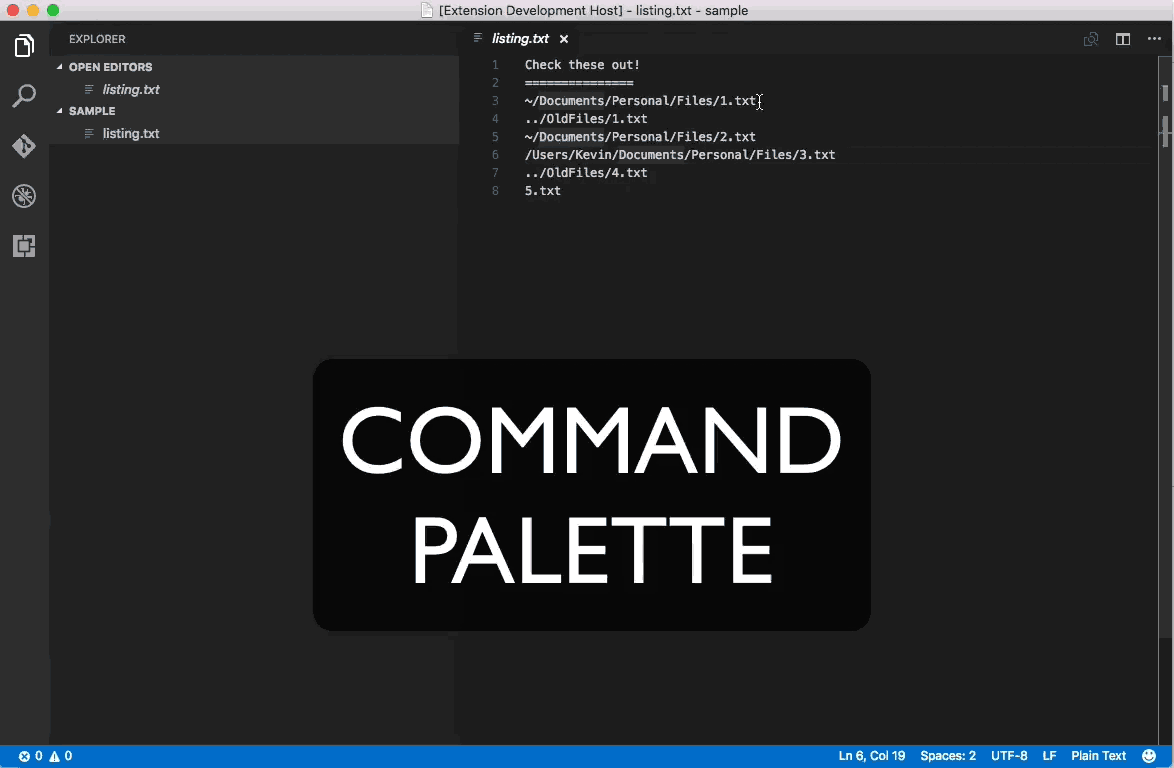 [Extension Development Host] - listing.txt - sample
EXPLORER
OPEN EDITORS
listing.txt
SAMPLE
listing.txt
listing.txt
1 Check these out!
2 ===============
3 ~/Documents/Personal/Files/1.txt
4 ../OldFiles/1.txt
5 ~/Documents/Personal/Files/2.txt
6 /Users/Kevin/Documents/Personal/Files/3.txt
7 ../OldFiles/4.txt
8 5.txt
COMMAND
PALETTE
0 0 Ln 6, Col 19 Spaces: 2 UTF-8 LF Plain Text